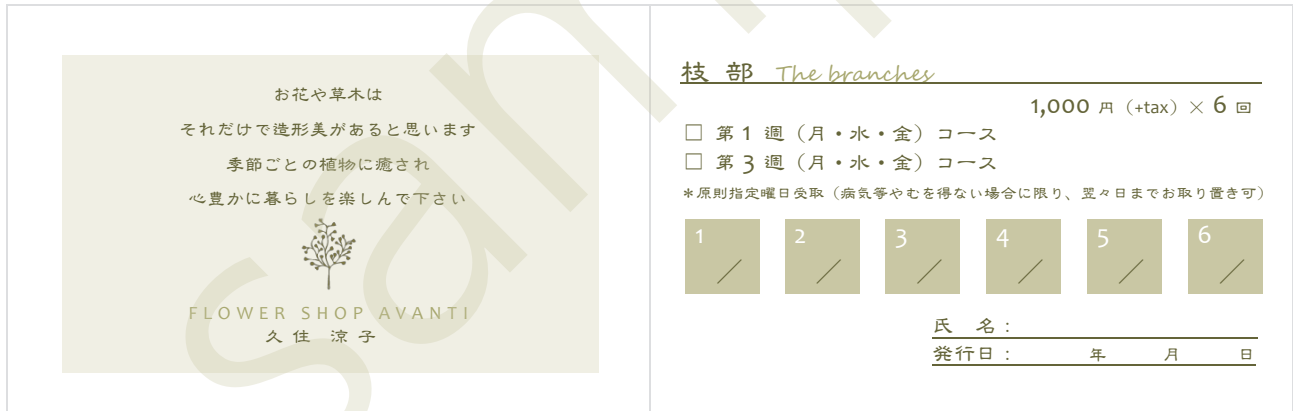 お花や草木は
それだけで造形美があると思います
季節ごとの植物に癒され
心豊かに暮らしを楽しんで下さい
FLOWER SHOP AVANTI
久住 涼子
枝部 The branches
1,000 円（+tax）× 6 回
□ 第 1 週（月・水・金）コース
□ 第 3 週（月・水・金）コース
＊原則指定曜日受取（病気等やむを得ない場合に限り、翌々日までお取り置き可）
1 2 3 4 5 6
／ ／ ／ ／ ／ ／
氏 名：
発行日： 年 月 日